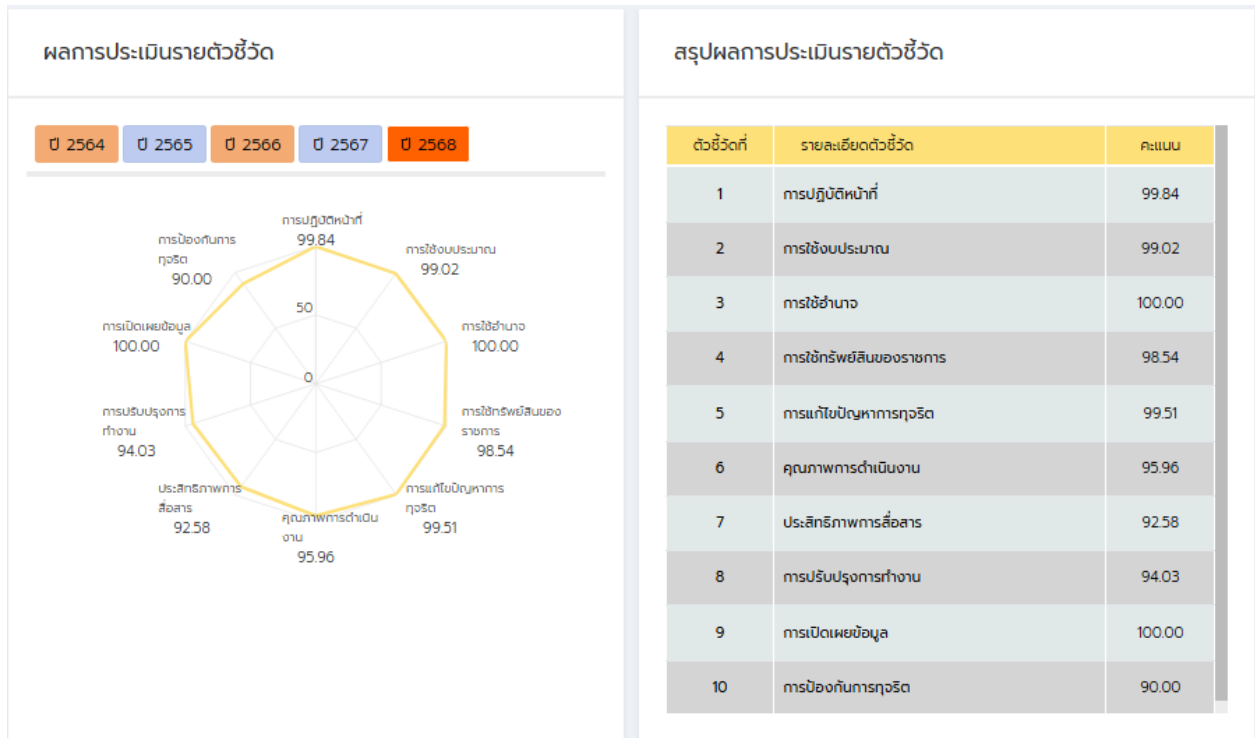 ผลการประเมินรายตัวชี้วัด
ปี 2564 ปี 2565 ปี 2566 ปี 2567 ปี 2568
การปฏิบัติหน้าที่
99.84
การใช้งบประมาณ
99.02
การใช้อำนาจ
100.00
การใช้ทรัพย์สินของ
ราชการ
98.54
การแก้ไขปัญหาการ
ทุจริต
99.51
คุณภาพการดำเนิน
งาน
95.96
ประสิทธิภาพการ
สื่อสาร
92.58
การปรับปรุงการ
ทำงาน
94.03
การเปิดเผยข้อมูล
100.00
การป้องกันการ
ทุจริต
90.00
50
0
สรุปผลการประเมินรายตัวชี้วัด
ตัวชี้วัดที่ รายละเอียดตัวชี้วัด คะแนน
1 การปฏิบัติหน้าที่ 99.84
2 การใช้งบประมาณ 99.02
3 การใช้อำนาจ 100.00
4 การใช้ทรัพย์สินของราชการ 98.54
5 การแก้ไขปัญหาการทุจริต 99.51
6 คุณภาพการดำเนินงาน 95.96
7 ประสิทธิภาพการสื่อสาร 92.58
8 การปรับปรุงการทำงาน 94.03
9 การเปิดเผยข้อมูล 100.00
10 การป้องกันการทุจริต 90.00